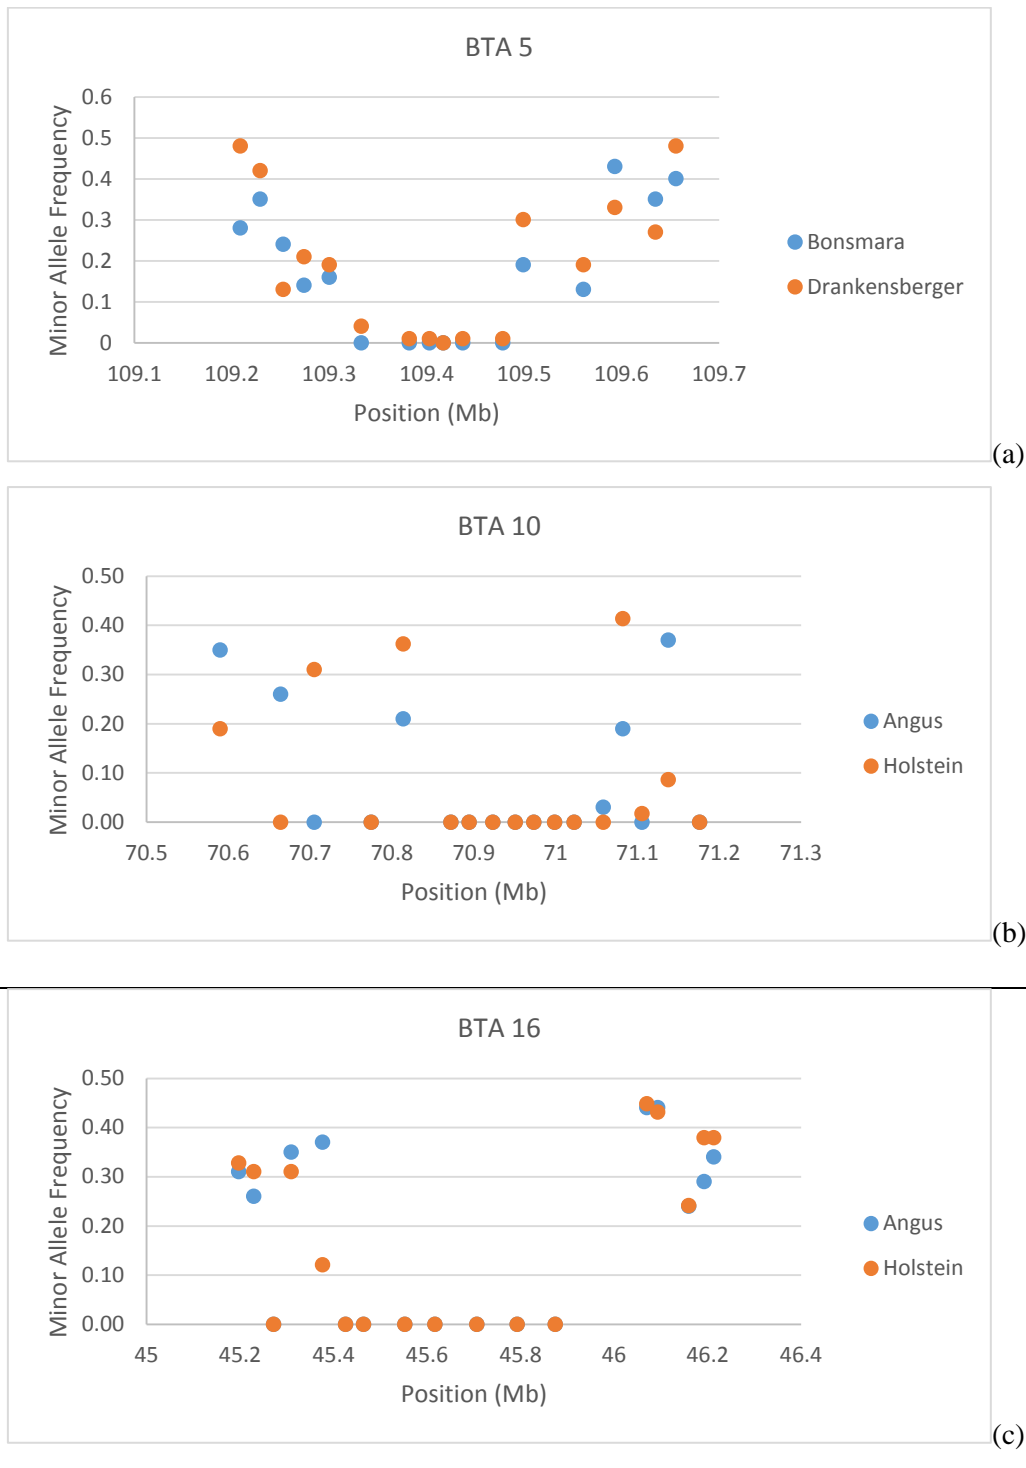 BTA 5
Minor Allele Frequency
0.6
0.5
0.4
0.3
0.2
0.1
0
109.1 109.2 109.3 109.4 109.5 109.6 109.7
Position (Mb)
Bonsmara
Drankensberger
(a)
BTA 10
Minor Allele Frequency
0.50
0.40
0.30
0.20
0.10
0.00
70.5 70.6 70.7 70.8 70.9 71 71.1 71.2 71.3
Position (Mb)
Angus
Holstein
(b)
BTA 16
Minor Allele Frequency
0.50
0.40
0.30
0.20
0.10
0.00
45 45.2 45.4 45.6 45.8 46 46.2 46.4
Position (Mb)
Angus
Holstein
(c)